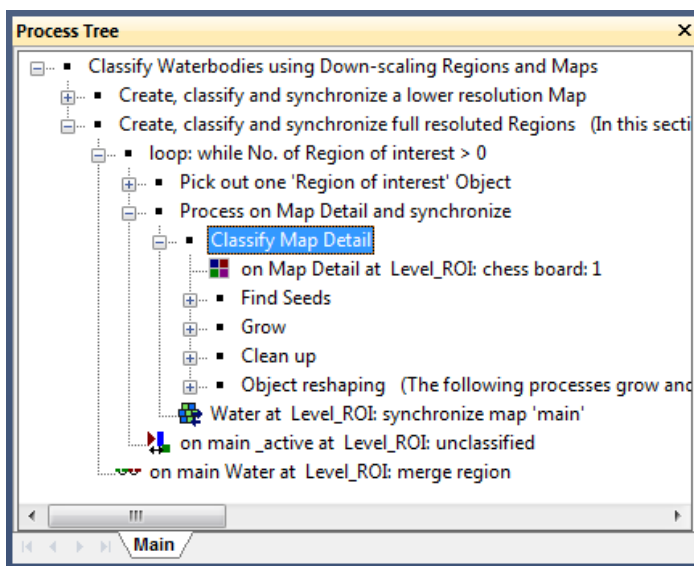 Process Tree
Classify Waterbodies using Down-scaling Regions and Maps
Create, classify and synchronize a lower resolution Map
Create, classify and synchronize full resoluted Regions (In this secti
loop: while No. of Region of interest > 0
Pick out one 'Region of interest' Object
Process on Map Detail and synchronize
Classify Map Detail
on Map Detail at Level_ROI: chess board: 1
Find Seeds
Grow
Clean up
Object reshaping (The following processes grow and
Water at Level_ROI: synchronize map 'main'
on main _active at Level_ROI: unclassified
on main Water at Level_ROI: merge region
Main